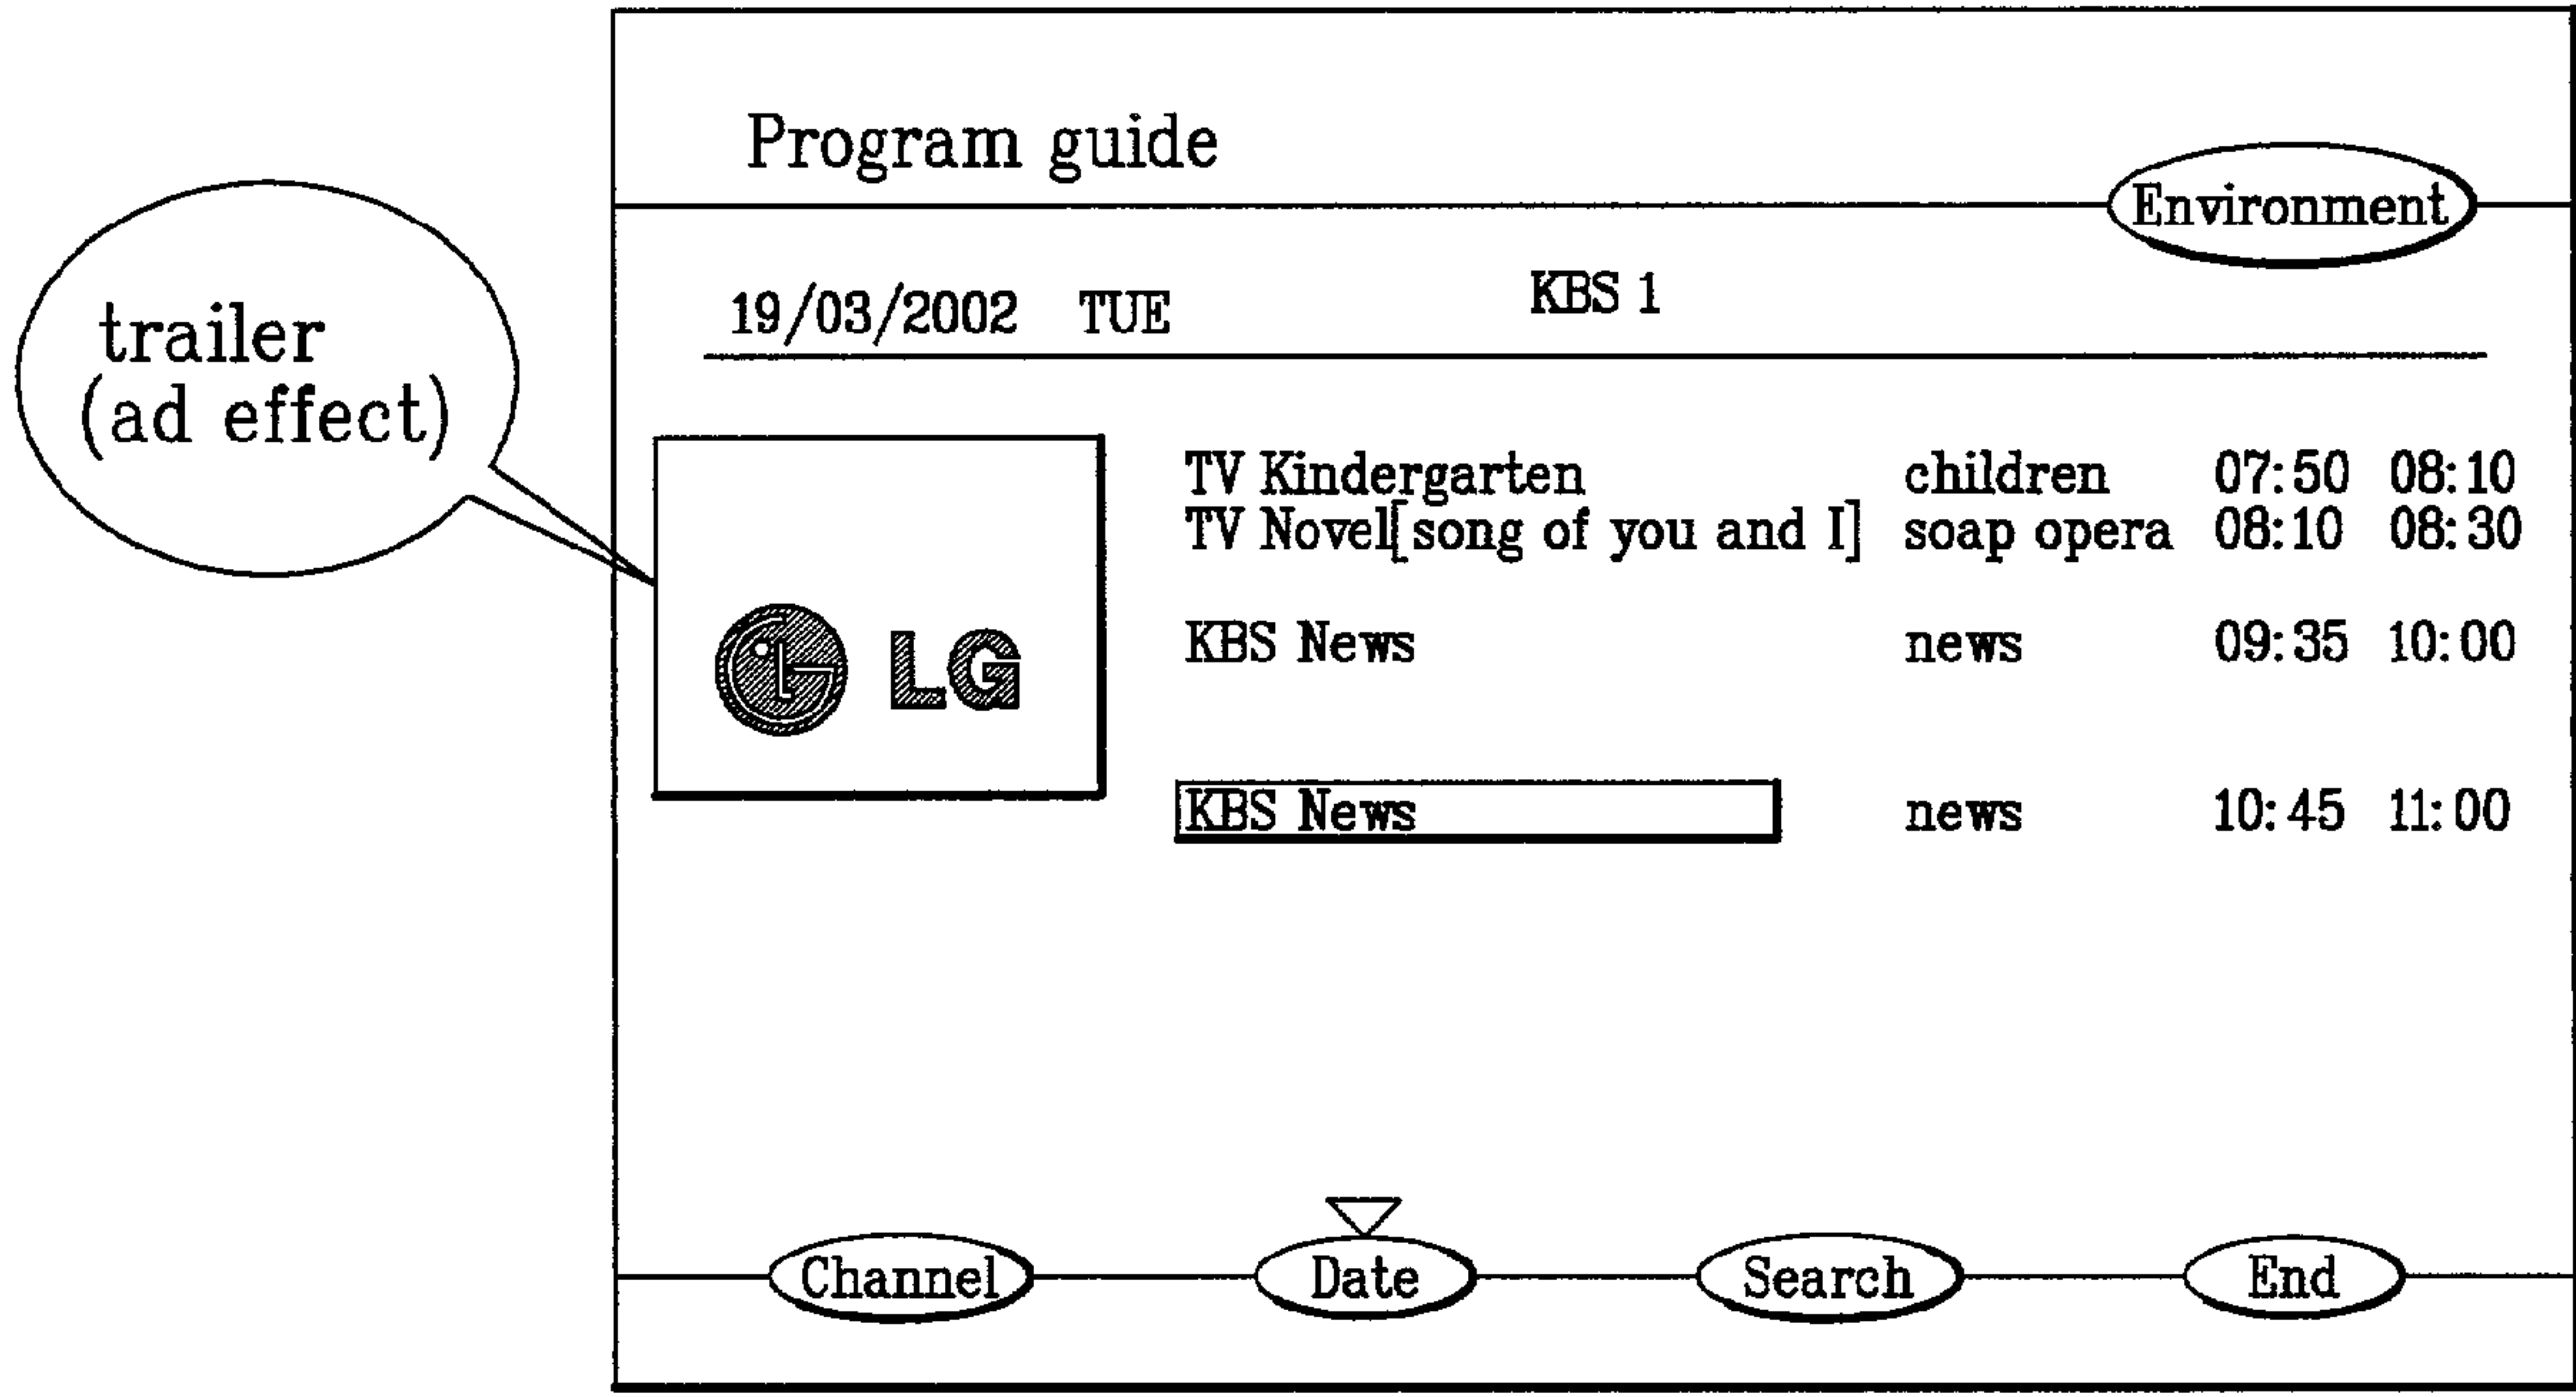 Program guide
Environment
19/03/2002 TUE KBS 1
trailer
(ad effect)
TV Kindergarten children 07:50 08:10
TV Novel[song of you and I] soap opera 08:10 08:30
KBS News news 09:35 10:00
LG
KBS News news 10:45 11:00
Channel Date Search End